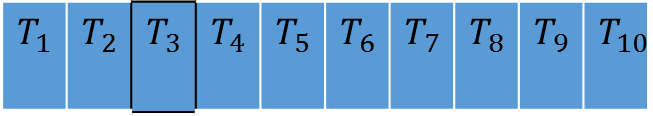 T₁ T₂ T₃ T₄ T₅ T₆ T₇ T₈ T₉ T₁₀